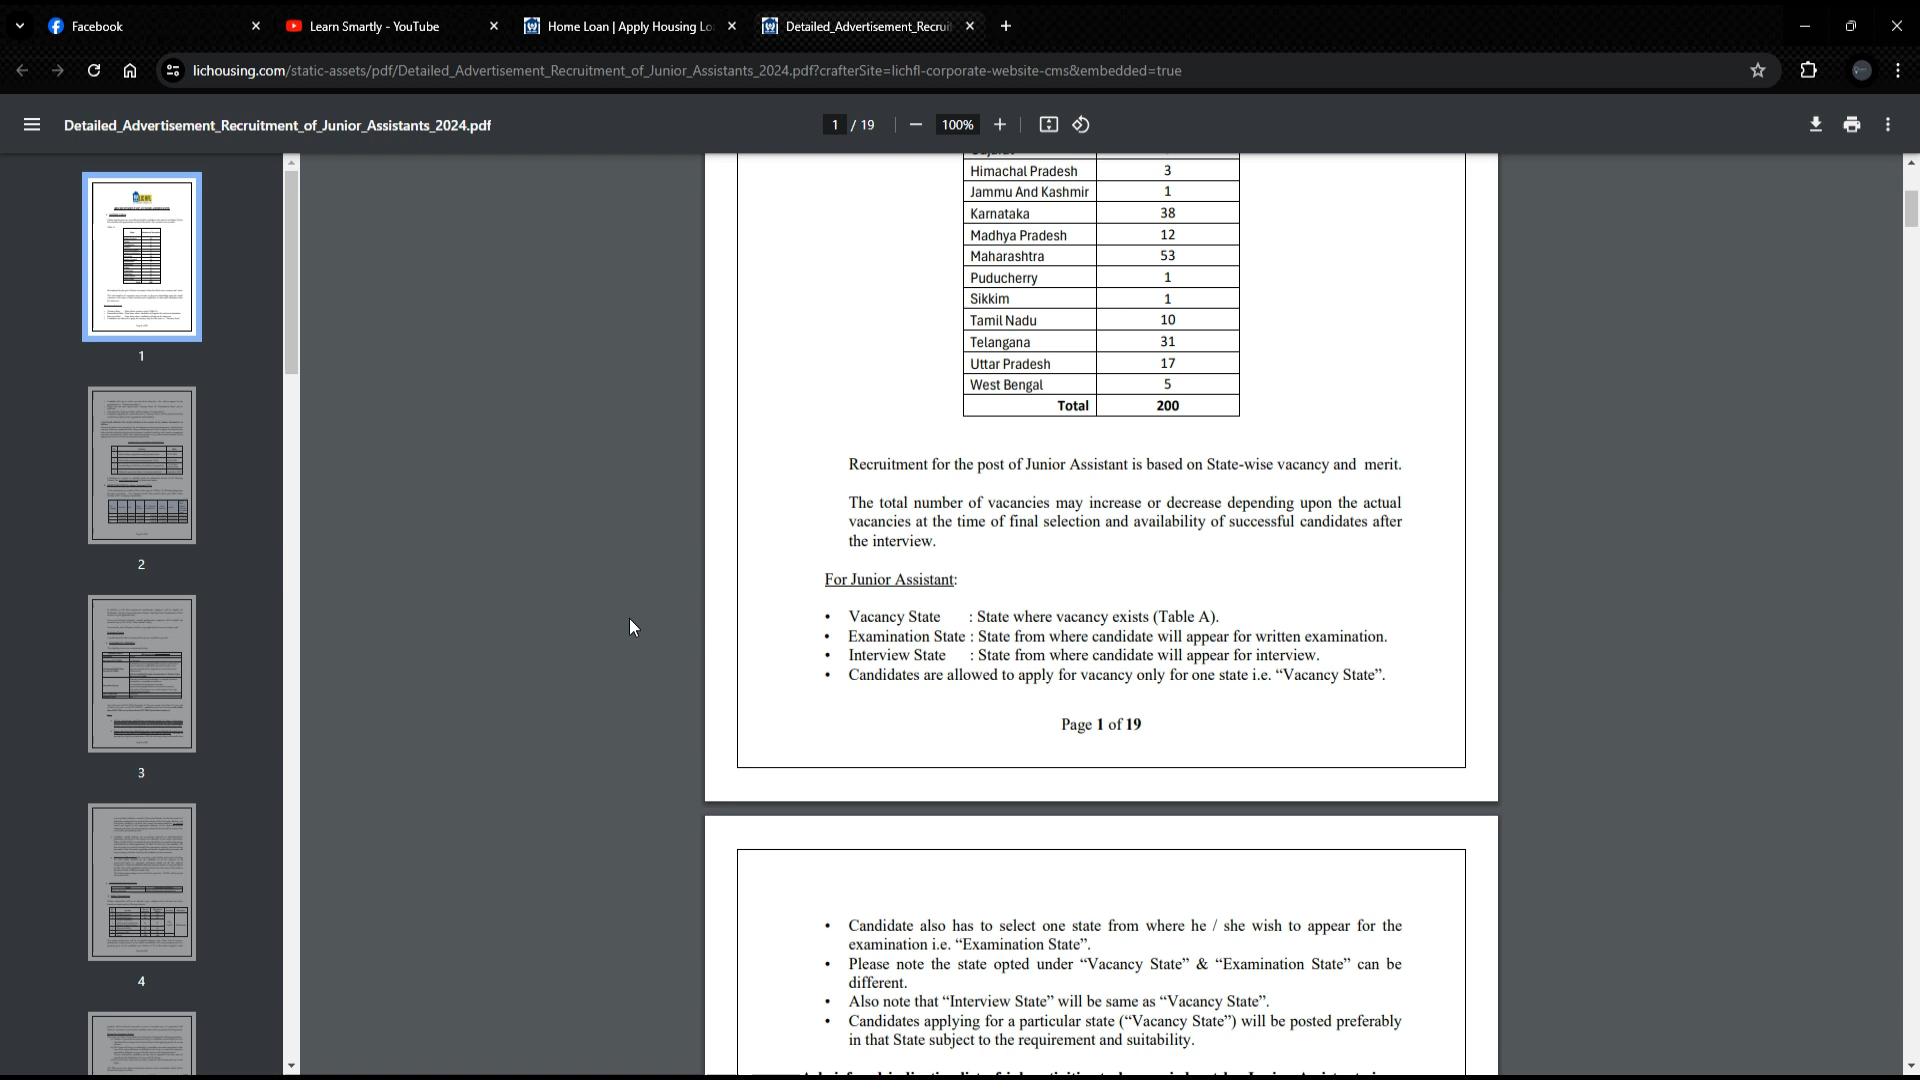 Facebook
Learn Smartly - YouTube
Home Loan | Apply Housing Lo
Detailed_Advertisement_Recrui
lichousing.com/static-assets/pdf/Detailed_Advertisement_Recruitment_of_Junior_Assistants_2024.pdf?crafterSite=lichfl-corporate-website-cms&embedded=true
Detailed_Advertisement_Recruitment_of_Junior_Assistants_2024.pdf
1 / 19
100%
1
2
3
4
Himachal Pradesh 3
Jammu And Kashmir 1
Karnataka 38
Madhya Pradesh 12
Maharashtra 53
Puducherry 1
Sikkim 1
Tamil Nadu 10
Telangana 31
Uttar Pradesh 17
West Bengal 5
Total 200
Recruitment for the post of Junior Assistant is based on State-wise vacancy and merit.
The total number of vacancies may increase or decrease depending upon the actual
vacancies at the time of final selection and availability of successful candidates after
the interview.
For Junior Assistant:
• Vacancy State : State where vacancy exists (Table A).
• Examination State : State from where candidate will appear for written examination.
• Interview State : State from where candidate will appear for interview.
• Candidates are allowed to apply for vacancy only for one state i.e. “Vacancy State”.
Page 1 of 19
• Candidate also has to select one state from where he / she wish to appear for the
examination i.e. “Examination State”.
• Please note the state opted under “Vacancy State” & “Examination State” can be
different.
• Also note that “Interview State” will be same as “Vacancy State”.
• Candidates applying for a particular state (“Vacancy State”) will be posted preferably
in that State subject to the requirement and suitability.